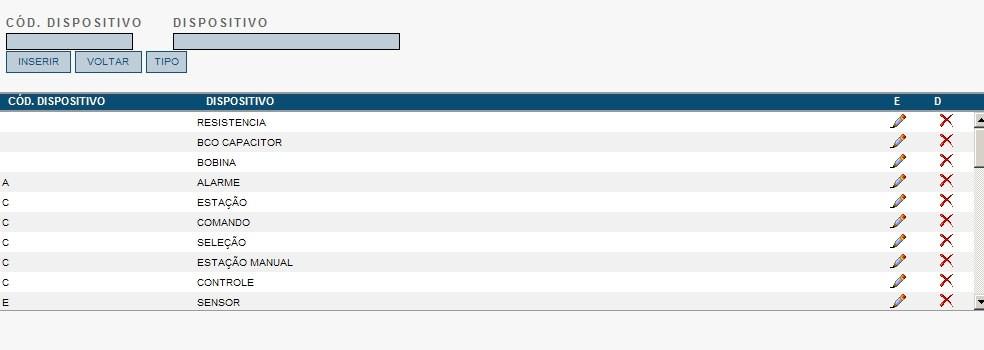 CÓD. DISPOSITIVO DISPOSITIVO
INSERIR VOLTAR TIPO
CÓD. DISPOSITIVO DISPOSITIVO E D
RESISTENCIA
BCO CAPACITOR
BOBINA
A ALARME
C ESTAÇÃO
C COMANDO
C SELEÇÃO
C ESTAÇÃO MANUAL
C CONTROLE
E SENSOR